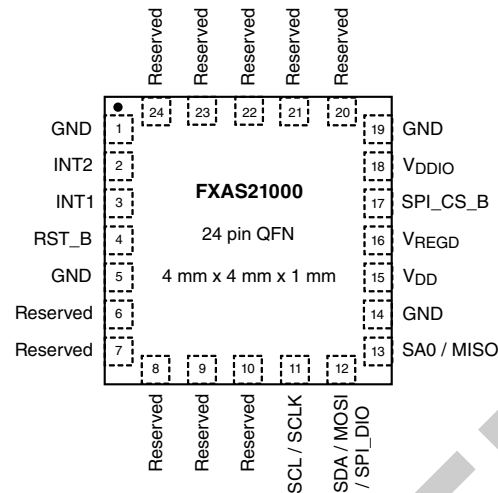 Reserved
Reserved
Reserved
Reserved
Reserved
24
23
22
21
20
GND
1
19
GND
INT2
2
18
VDDIO
INT1
3
FXAS21000
17
SPI_CS_B
RST_B
4
24 pin QFN
16
VREGD
GND
5
4 mm x 4 mm x 1 mm
15
VDD
Reserved
6
14
GND
Reserved
7
13
SA0 / MISO
8
9
10
11
12
Reserved
Reserved
Reserved
SCL / SCLK
SDA / MOSI
/ SPI_DIO